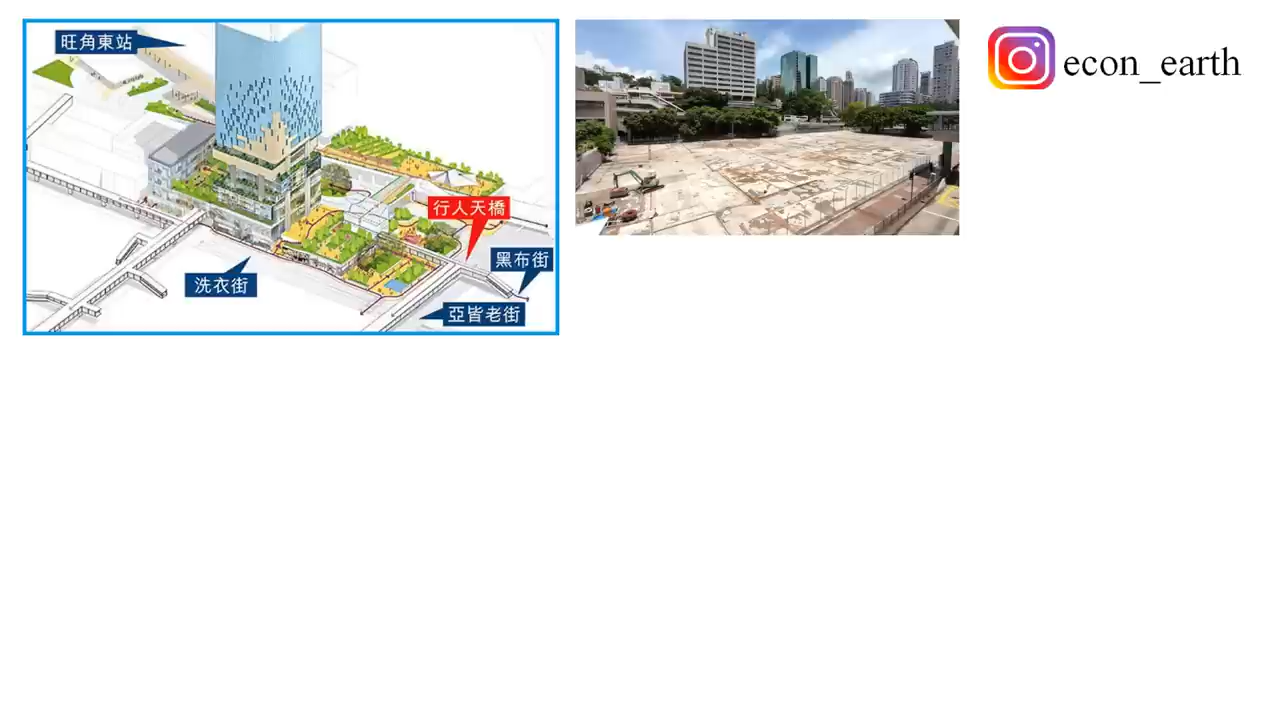 旺角東站
行人天橋
黑布街
洗衣街
亞皆老街
econ_earth